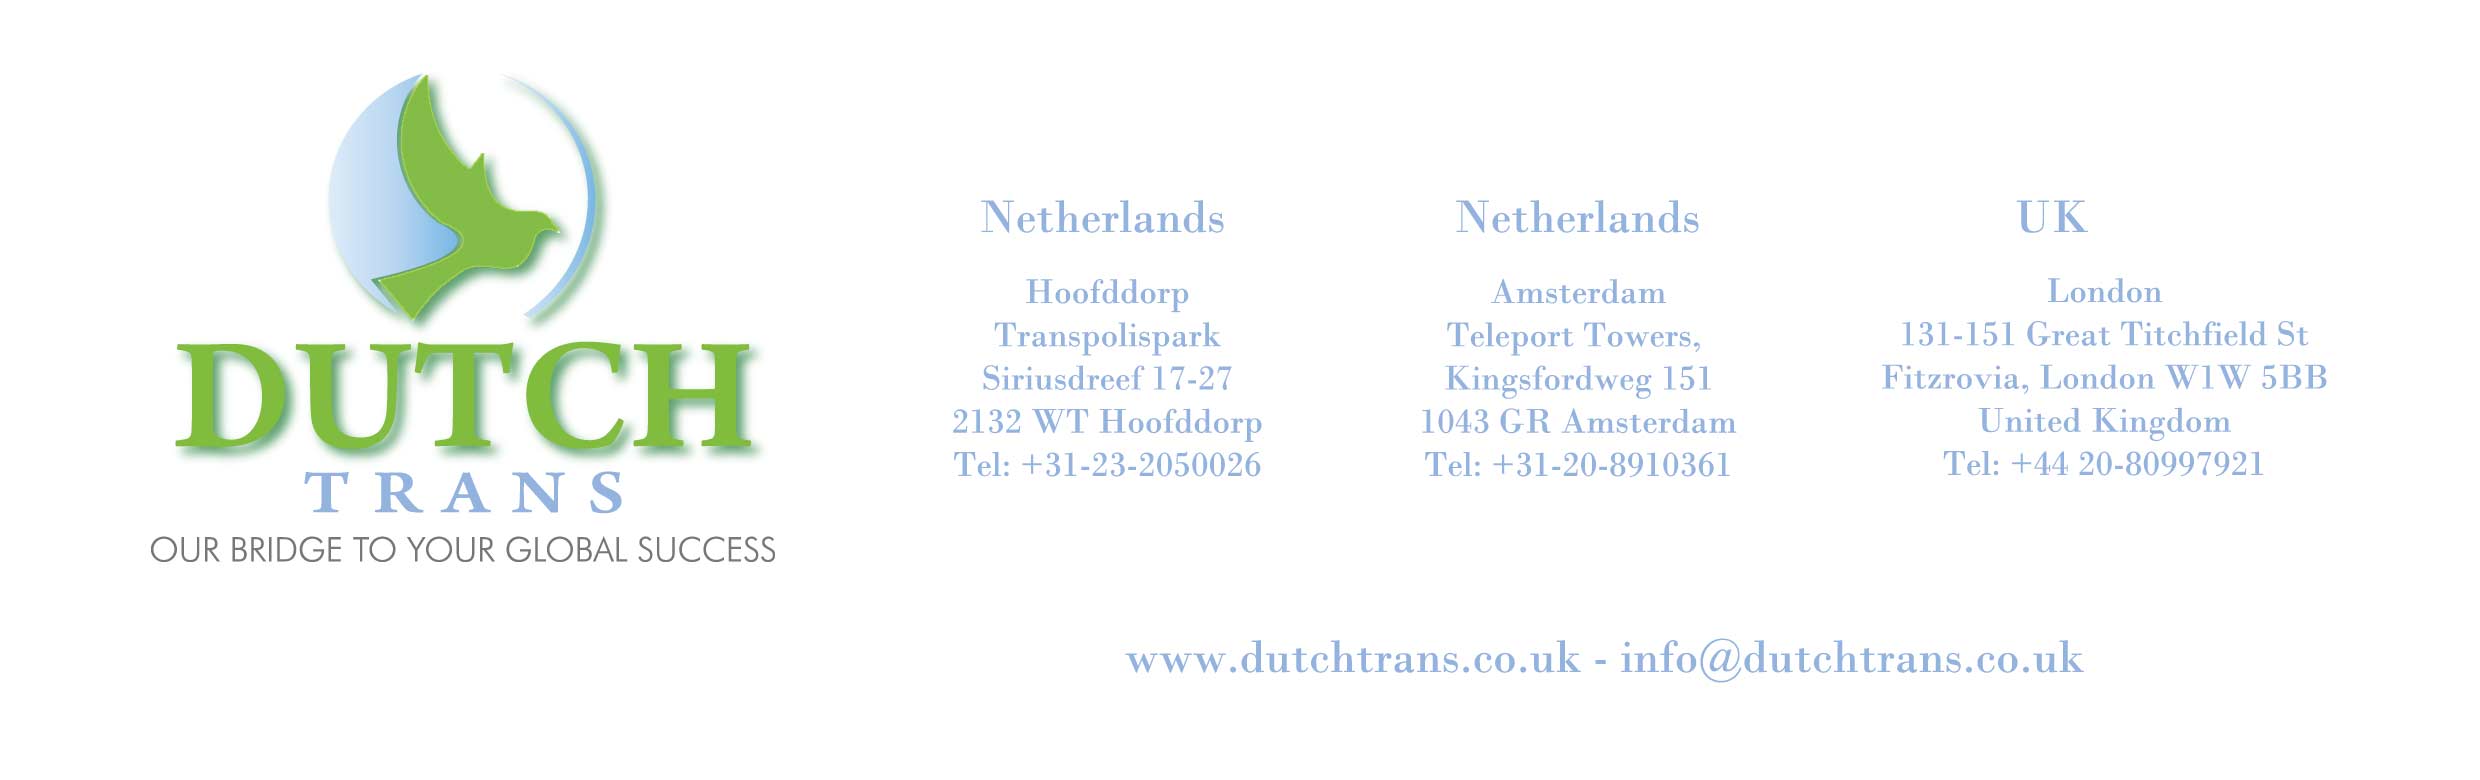 DUTCH
TRANS
OUR BRIDGE TO YOUR GLOBAL SUCCESS
Netherlands
Hoofddorp
Transpolispark
Siriusdreef 17-27
2132 WT Hoofddorp
Tel: +31-23-2050026
Netherlands
Amsterdam
Teleport Towers,
Kingsfordweg 151
1043 GR Amsterdam
Tel: +31-20-8910361
UK
London
131-151 Great Titchfield St
Fitzrovia, London W1W 5BB
United Kingdom
Tel: +44 20-80997921
www.dutchtrans.co.uk - info@dutchtrans.co.uk